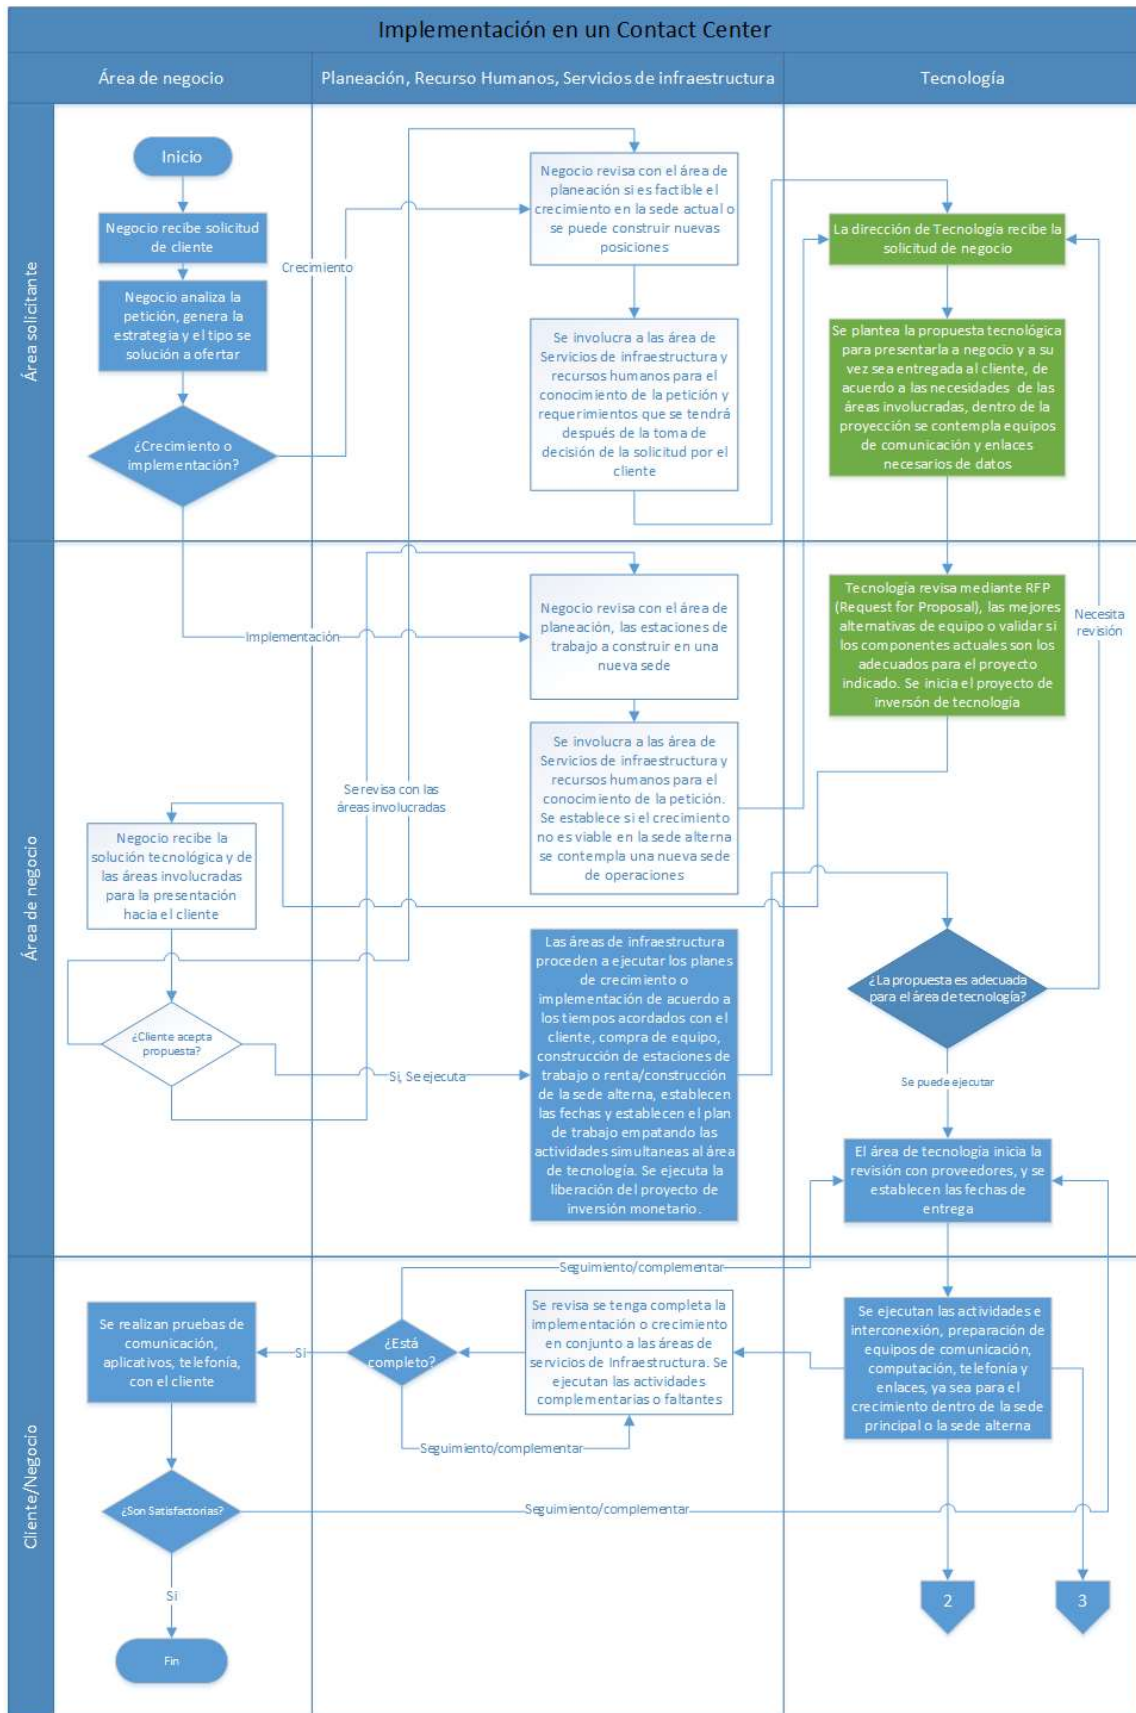 Implementación en un Contact Center
Área de negocio
Planeación, Recurso Humanos, Servicios de infraestructura
Tecnología
Área solicitante
Inicio
Negocio recibe solicitud
de cliente
Negocio analiza la
petición, genera la
estrategia y el tipo se
solución a ofertar
¿Crecimiento o
implementación?
Crecimiento
Negocio revisa con el área de
planeación si es factible el
crecimiento en la sede actual o
se puede construir nuevas
posiciones
Se involucra a las área de
Servicios de infraestructura y
recursos humanos para el
conocimiento de la petición y
requerimientos que se tendrá
después de la toma de
decisión de la solicitud por el
cliente
La dirección de Tecnología recibe la
solicitud de negocio
Se plantea la propuesta tecnológica
para presentarla a negocio y a su
vez sea entregada al cliente, de
acuerdo a las necesidades de las
áreas involucradas, dentro de la
proyección se contempla equipos
de comunicación y enlaces
necesarios de datos
Área de negocio
Implementación
Negocio revisa con el área de
planeación, las estaciones de
trabajo a construir en una
nueva sede
Se involucra a las área de
Servicios de infraestructura y
recursos humanos para el
conocimiento de la petición.
Se establece si el crecimiento
no es viable en la sede alterna
se contempla una nueva sede
de operaciones
Tecnología revisa mediante RFP
(Request for Proposal), las mejores
alternativas de equipo o validar si
los componentes actuales son los
adecuados para el proyecto
indicado. Se inicia el proyecto de
inversón de tecnología
Necesita
revisión
Se revisa con las
áreas involucradas
Negocio recibe la
solución tecnológica y de
las áreas involucradas
para la presentación
hacia el cliente
¿Cliente acepta
propuesta?
Si, Se ejecuta
Las áreas de infraestructura
proceden a ejecutar los planes
de crecimiento o
implementación de acuerdo a
los tiempos acordados con el
cliente, compra de equipo,
construcción de estaciones de
trabajo o renta/construcción
de la sede alterna, establecen
las fechas y establecen el plan
de trabajo empatando las
actividades simultaneas al área
de tecnología. Se ejecuta la
liberación del proyecto de
inversión monetario.
¿La propuesta es adecuada
para el área de tecnología?
Se puede ejecutar
El área de tecnología inicia la
revisión con proveedores, y se
establecen las fechas de
entrega
Cliente/Negocio
Seguimiento/complementar
Se realizan pruebas de
comunicación,
aplicativos, telefonía,
con el cliente
Si
¿Está
completo?
Se revisa se tenga completa la
implementación o crecimiento
en conjunto a las áreas de
servicios de Infraestructura. Se
ejecutan las actividades
complementarias o faltantes
Seguimiento/complementar
Se ejecutan las actividades e
interconexión, preparación de
equipos de comunicación,
computación, telefonía y
enlaces, ya sea para el
crecimiento dentro de la sede
principal o la sede alterna
¿Son Satisfactorias?
Seguimiento/complementar
Si
Fin
2
3